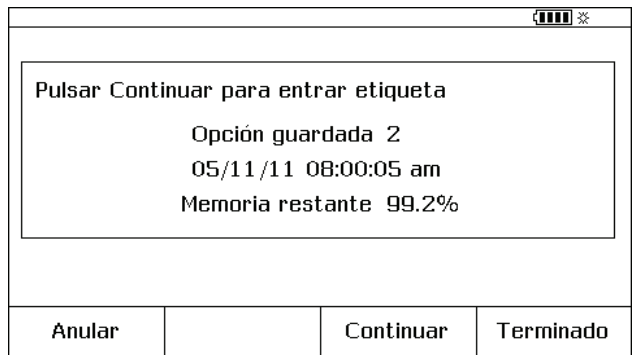 Pulsar Continuar para entrar etiqueta
Opción guardada 2
05/11/11 08:00:05 am
Memoria restante 99.2%
Anular Continuar Terminado